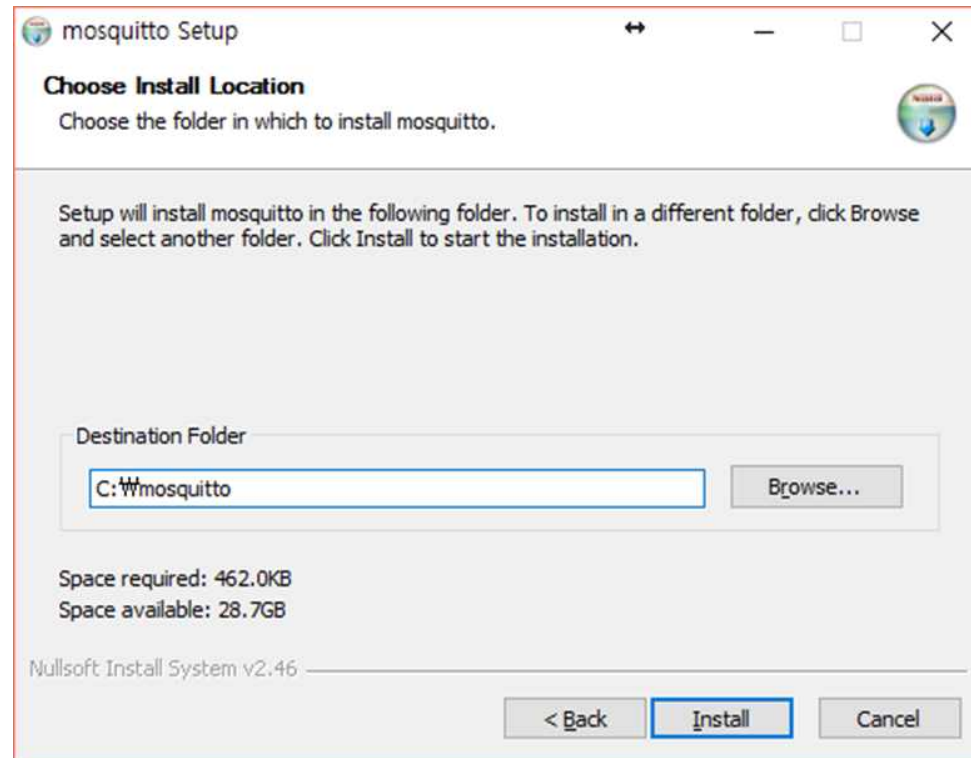 mosquitto Setup
Choose Install Location
Choose the folder in which to install mosquitto.
Setup will install mosquitto in the following folder. To install in a different folder, click Browse
and select another folder. Click Install to start the installation.
Destination Folder
C:₩mosquitto
Browse...
Space required: 462.0KB
Space available: 28.7GB
Nullsoft Install System v2.46
< Back
Install
Cancel